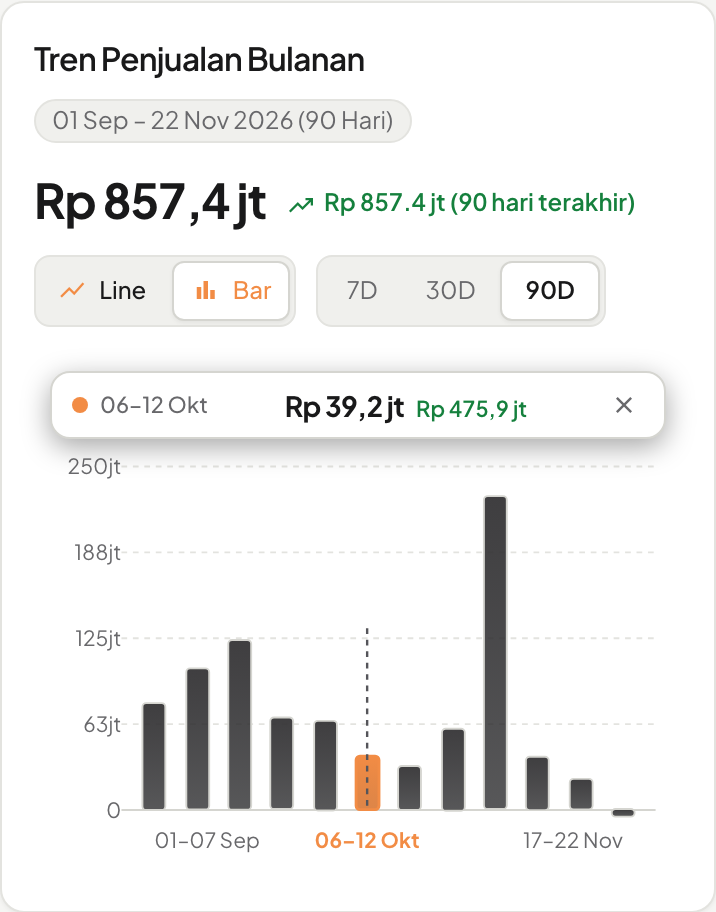 Tren Penjualan Bulanan
01 Sep – 22 Nov 2026 (90 Hari)
Rp 857,4 jt Rp 857.4 jt (90 hari terakhir)
Line Bar 7D 30D 90D
06–12 Okt Rp 39,2 jt Rp 475,9 jt
250jt
188jt
125jt
63jt
0
01–07 Sep 06–12 Okt 17–22 Nov